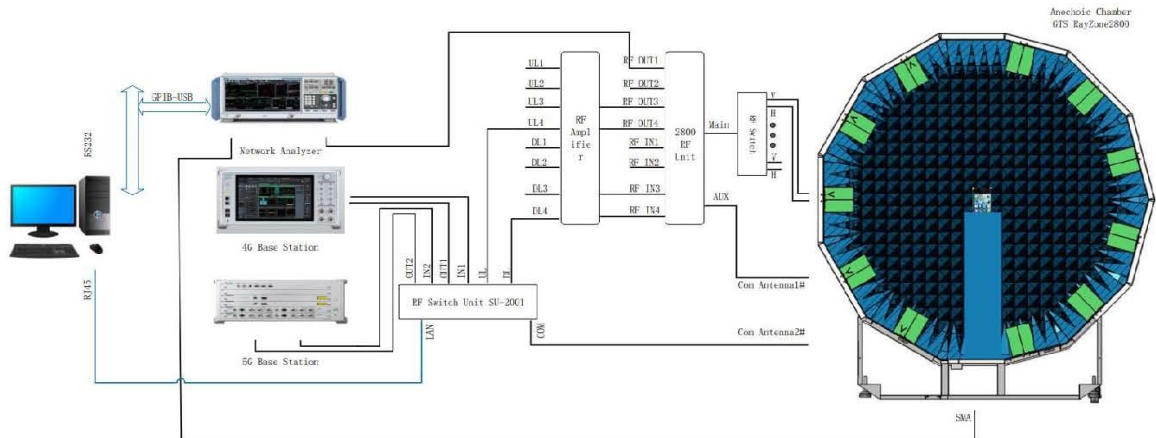 Anechoic Chamber
GTS RayZone2800
GPIB-USB
RS232
RJ45
Network Analyzer
4G Base Station
5G Base Station
OUT2
IN2
OUT1
IN1
UL
DL
RF Switch Unit SU-2001
LAN
COM
UL1
UL2
UL3
UL4
DL1
DL2
DL3
DL4
RF
Ampl
ifie
r
RF OUT1
RF OUT2
RF OUT3
RF OUT4
RF IN1
RF IN2
RF IN3
RF IN4
2800
RF
Unit
Main
AUX
RF Switch
V
H
V
H
Com Antenna1#
Com Antenna2#
SMA